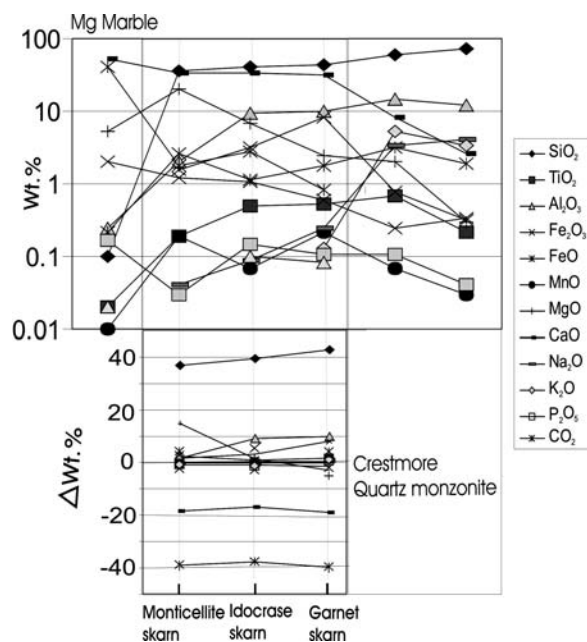 Mg Marble
100
10
1
0.1
0.01
Wt.%
SiO₂
TiO₂
Al₂O₃
Fe₂O₃
FeO
MnO
MgO
CaO
Na₂O
K₂O
P₂O₅
CO₂
40
20
0
-20
-40
ΔWt.%
Crestmore
Quartz monzonite
Monticellite
skarn
Idocrase
skarn
Garnet
skarn